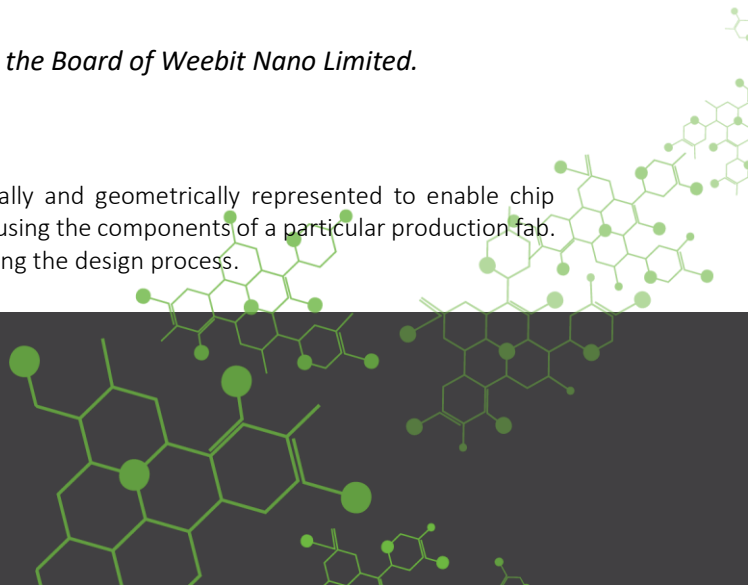 the Board of Weebit Nano Limited.
ally and geometrically represented to enable chip
using the components of a particular production fab.
ng the design process.